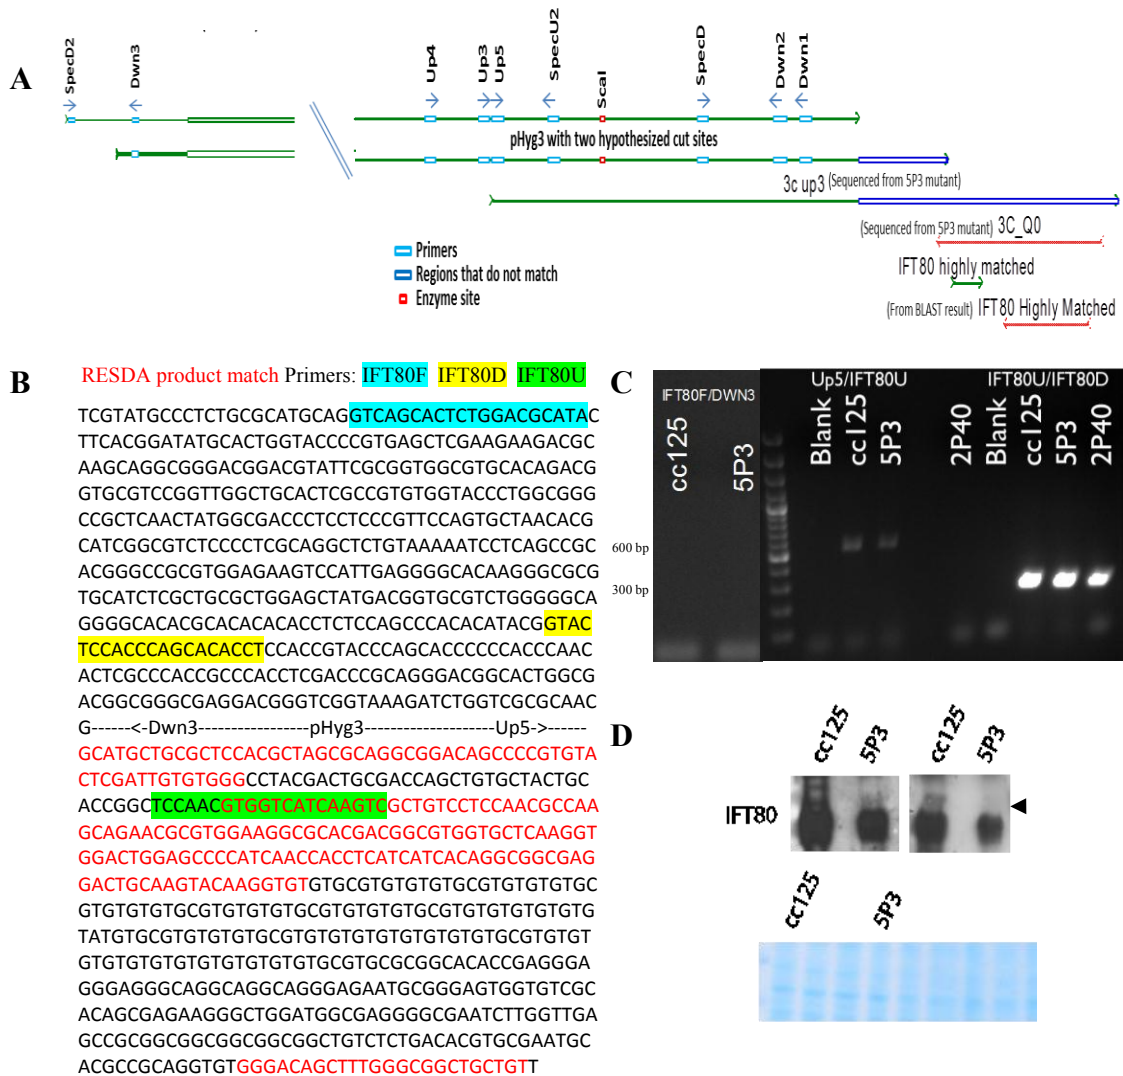 A
SpecD2
Dwn3
Up4
Up3
Up5
SpecU2
ScaI
SpecD
Dwn2
Dwn1
pHyg3 with two hypothesized cut sites
3c up3 (Sequenced from 5P3 mutant)
(Sequenced from 5P3 mutant) 3C_Q0
Primers
Regions that do not match
Enzyme site
IFT80 highly matched
(From BLAST result) IFT80 Highly Matched
B
RESDA product match Primers: IFT80F IFT80D IFT80U
TCGTATGCCCTCTGCGCATGCAGGTCAGCACTCTGGACGCATAC
TTCACGGATATGCACTGGTACCCCGTGAGCTCGAAGAAGACGC
AAGCAGGCGGGACGGACGTATTCGCGGTGGCGTGCACAGACG
GTGCGTCCGGTTGGCTGCACTCGCCGTGTGGTACCCTGGCGGG
CCGCTCAACTATGGCGACCCTCCTCCCGTTCCAGTGCTAACACG
CATCGGCGTCTCCCCTCGCAGGCTCTGTAAAAATCCTCAGCCGC
ACGGGCCGCGTGGAGAAGTCCATTGAGGGGCACAAGGGCGCG
TGCATCTCGCTGCGCTGGAGCTATGACGGTGCGTCTGGGGGCA
GGGGCACACGCACACACACCTCTCCAGCCCACACATACGGTAC
TCCACCCAGCACACCTCCACCGTACCCAGCACCCCCCACCCAAC
ACTCGCCCACCGCCCACCTCGACCCGCAGGGACGGCACTGGCG
ACGGCGGGCGAGGACGGGTCGGTAAAGATCTGGTCGCGCAAC
G------<-Dwn3-----------------pHyg3-------------------Up5->------
GCATGCTGCGCTCCACGCTAGCGCAGGCGGACAGCCCCGTGTA
CTCGATTGTGTGGGCCTACGACTGCGACCAGCTGTGCTACTGC
ACCGGCTCCAACGTGGTCATCAAGTCGCTGTCCTCCAACGCCAA
GCAGAACGCGTGGAAGGCGCACGACGGCGTGGTGCTCAAGGT
GGACTGGAGCCCCATCAACCACCTCATCATCACAGGCGGCGAG
GACTGCAAGTACAAGGTGTGTGCGTGTGTGTGCGTGTGTGTGC
GTGTGTGTGCGTGTGTGTGCGTGTGTGTGCGTGTGTGTGTGTG
TATGTGCGTGTGTGTGCGTGTGTGTGTGTGTGTGTGCGTGTGT
GTGTGTGTGTGTGTGTGTGTGCGTGCGCGGCACACCGAGGGA
GGGAGGGCAGGCAGGCAGGGAGAATGCGGGAGTGGTGTCGC
ACAGCGAGAAGGGCTGGATGGCGAGGGGCGAATCTTGGTTGA
GCCGCGGCGGCGGCGGCGGCTGTCTCTGACACGTGCGAATGC
ACGCCGCAGGTGTGGGACAGCTTTGGGCGGCTGCTGTT
C
IFT80F/DWN3
Up5/IFT80U
IFT80U/IFT80D
cc125
5P3
Blank
cc125
5P3
2P40
Blank
cc125
5P3
2P40
600 bp
300 bp
D
cc125
5P3
cc125
5P3
IFT80
cc125
5P3